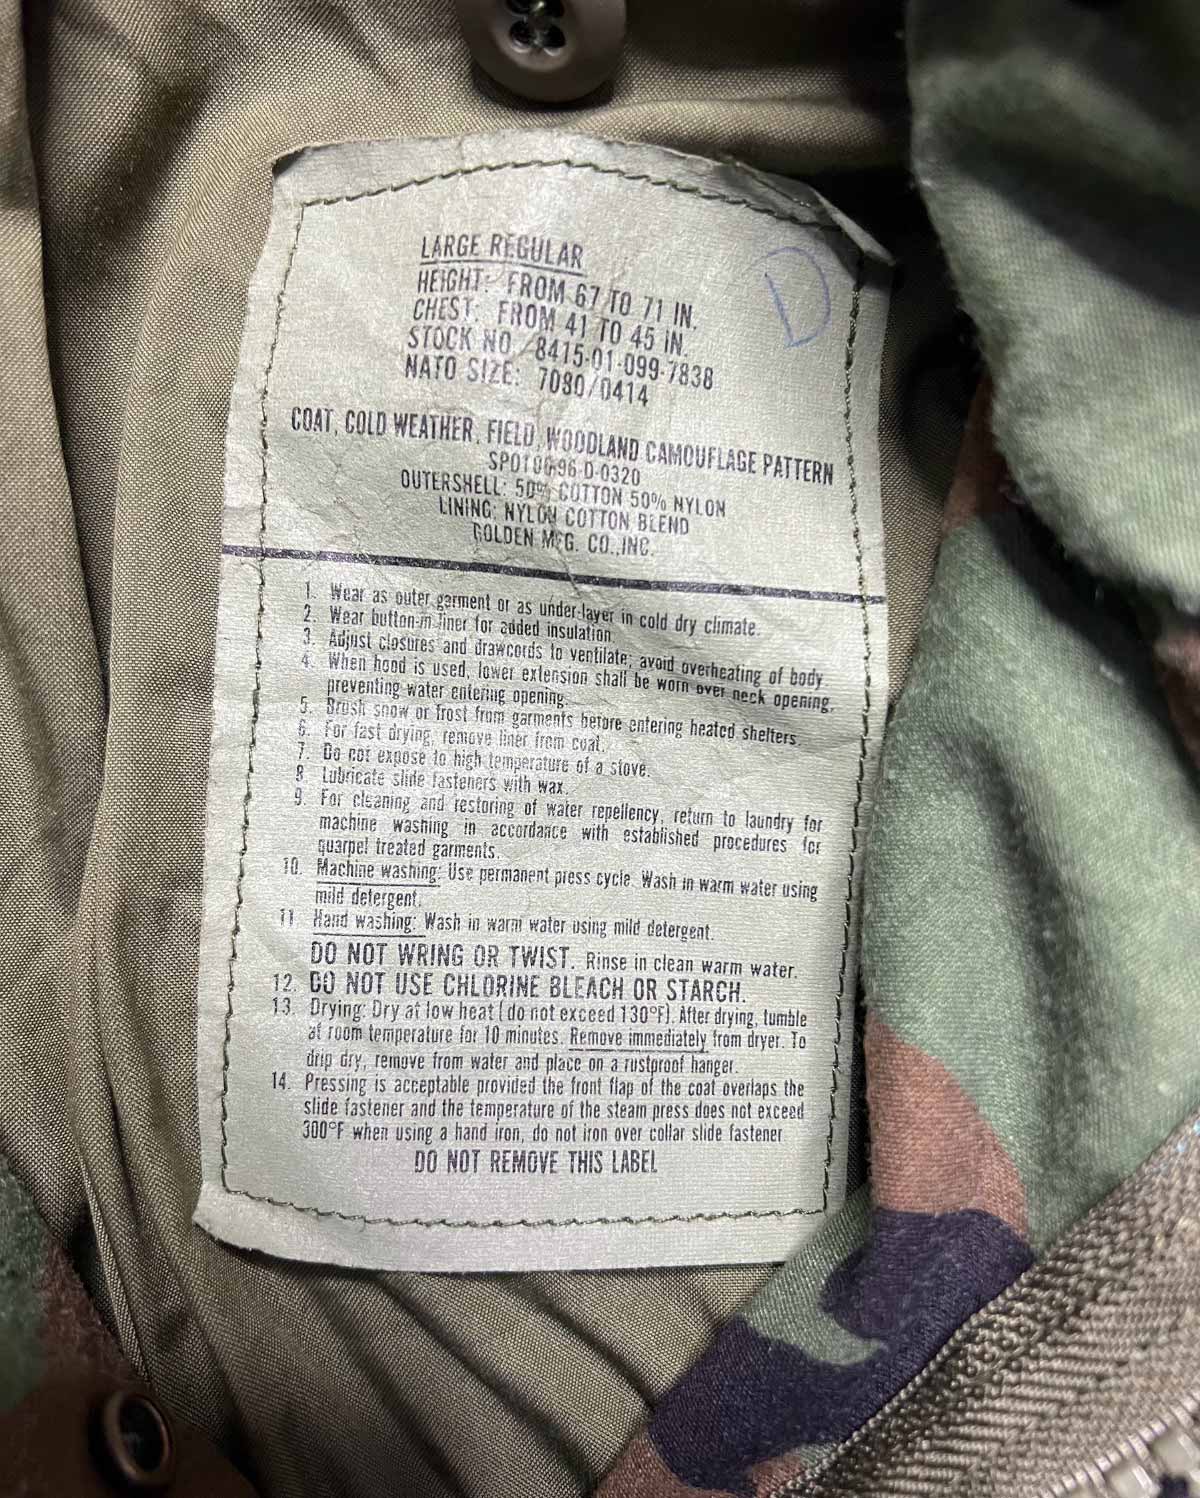 LARGE REGULAR
D
HEIGHT: FROM 67 TO 71 IN.
CHEST: FROM 41 TO 45 IN.
STOCK NO. 8415-01-099-7838
NATO SIZE: 7080/0414
COAT, COLD WEATHER, FIELD, WOODLAND CAMOUFLAGE PATTERN
SPO100-96-D-0320
OUTERSHELL: 50% COTTON 50% NYLON
LINING: NYLON COTTON BLEND
GOLDEN MFG. CO., INC.
1. Wear as outer garment or as under-layer in cold dry climate.
2. Wear button-in liner for added insulation.
3. Adjust closures and drawcords to ventilate; avoid overheating of body.
4. When hood is used, lower extension shall be worn over neck opening,
preventing water entering opening.
5. Brush snow or frost from garments before entering heated shelters.
6. For fast drying, remove liner from coat.
7. Do not expose to high temperature of a stove.
8. Lubricate slide fasteners with wax.
9. For cleaning and restoring of water repellency, return to laundry for
machine washing in accordance with established procedures for
quarpel treated garments.
10. Machine washing: Use permanent press cycle. Wash in warm water using
mild detergent.
11 Hand washing: Wash in warm water using mild detergent.
DO NOT WRING OR TWIST. Rinse in clean warm water.
12. DO NOT USE CHLORINE BLEACH OR STARCH.
13. Drying: Dry at low heat (do not exceed 130°F). After drying, tumble
at room temperature for 10 minutes. Remove immediately from dryer. To
drip dry, remove from water and place on a rustproof hanger.
14. Pressing is acceptable provided the front flap of the coat overlaps the
slide fastener and the temperature of the steam press does not exceed
300°F when using a hand iron, do not iron over collar slide fastener
DO NOT REMOVE THIS LABEL